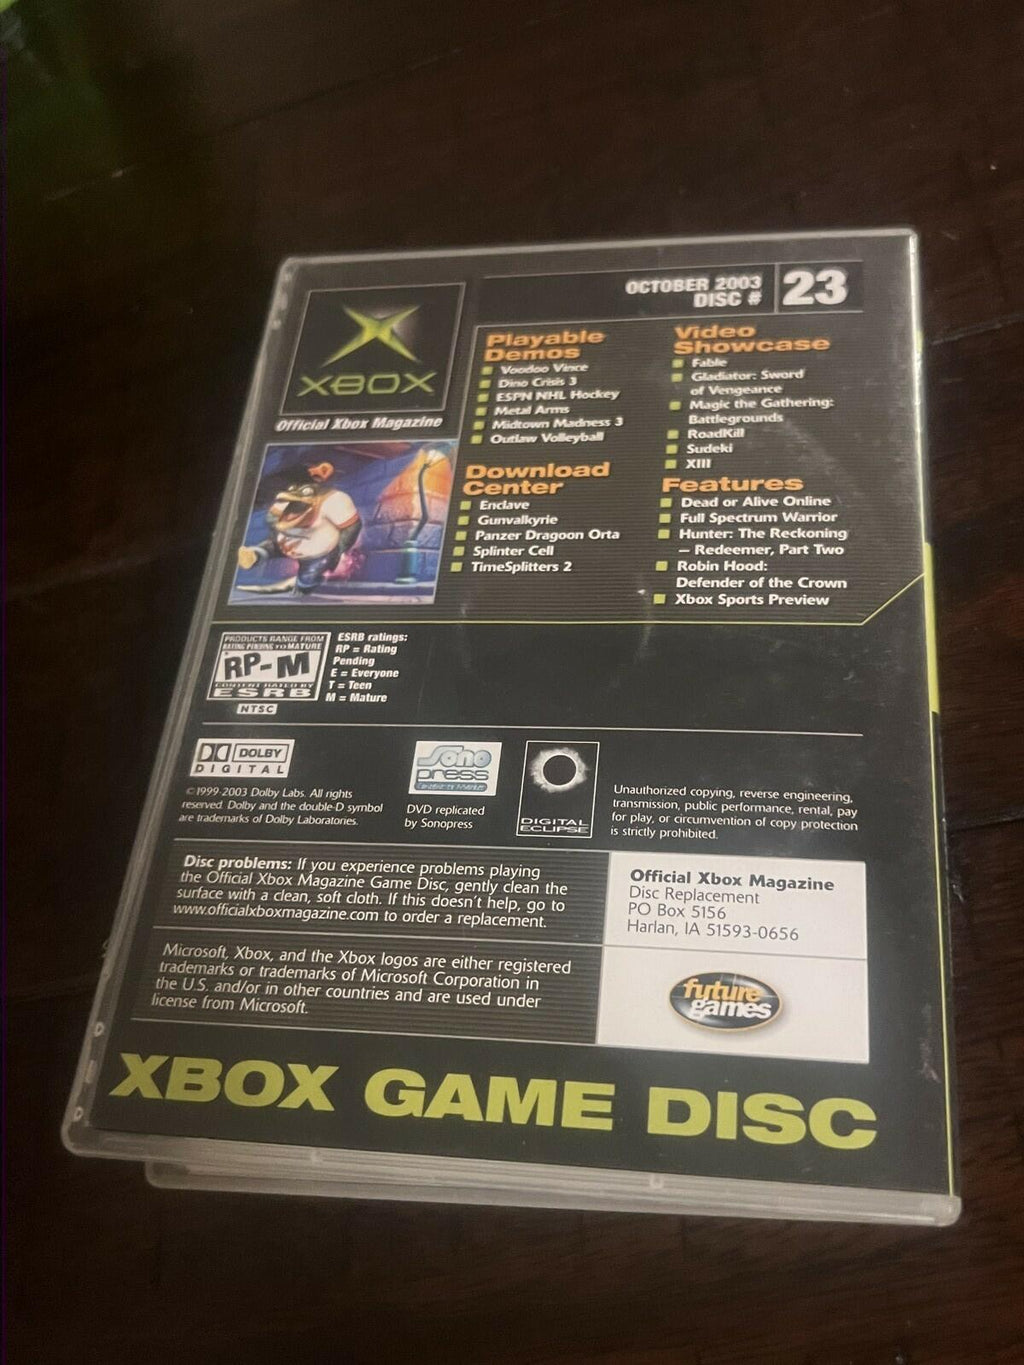 XBOX
Official Xbox Magazine
OCTOBER 2003
DISC #
23
Playable
Demos
Voodoo Vince
Dino Crisis 3
ESPN NHL Hockey
Metal Arms
Midtown Madness 3
Outlaw Volleyball
Download
Center
Enclave
Gunvalkyrie
Panzer Dragoon Orta
Splinter Cell
TimeSplitters 2
Video
Showcase
Fable
Gladiator: Sword
of Vengeance
Magic the Gathering:
Battlegrounds
RoadKill
Sudeki
XIII
Features
Dead or Alive Online
Full Spectrum Warrior
Hunter: The Reckoning
— Redeemer, Part Two
Robin Hood:
Defender of the Crown
Xbox Sports Preview
PRODUCTS RANGE FROM
RATING PENDING TO MATURE
RP-M
CONTENT RATED BY
ESRB
NTSC
ESRB ratings:
RP = Rating
Pending
E = Everyone
T = Teen
M = Mature
DOLBY
DIGITAL
©1999-2003 Dolby Labs. All rights
reserved. Dolby and the double-D symbol
are trademarks of Dolby Laboratories.
Sono
press
DVD replicated
by Sonopress
DIGITAL
ECLIPSE
Unauthorized copying, reverse engineering,
transmission, public performance, rental, pay
for play, or circumvention of copy protection
is strictly prohibited.
Disc problems: If you experience problems playing
the Official Xbox Magazine Game Disc, gently clean the
surface with a clean, soft cloth. If this doesn't help, go to
www.officialxboxmagazine.com to order a replacement.
Official Xbox Magazine
Disc Replacement
PO Box 5156
Harlan, IA 51593-0656
Microsoft, Xbox, and the Xbox logos are either registered
trademarks or trademarks of Microsoft Corporation in
the U.S. and/or in other countries and are used under
license from Microsoft.
future
games
XBOX GAME DISC